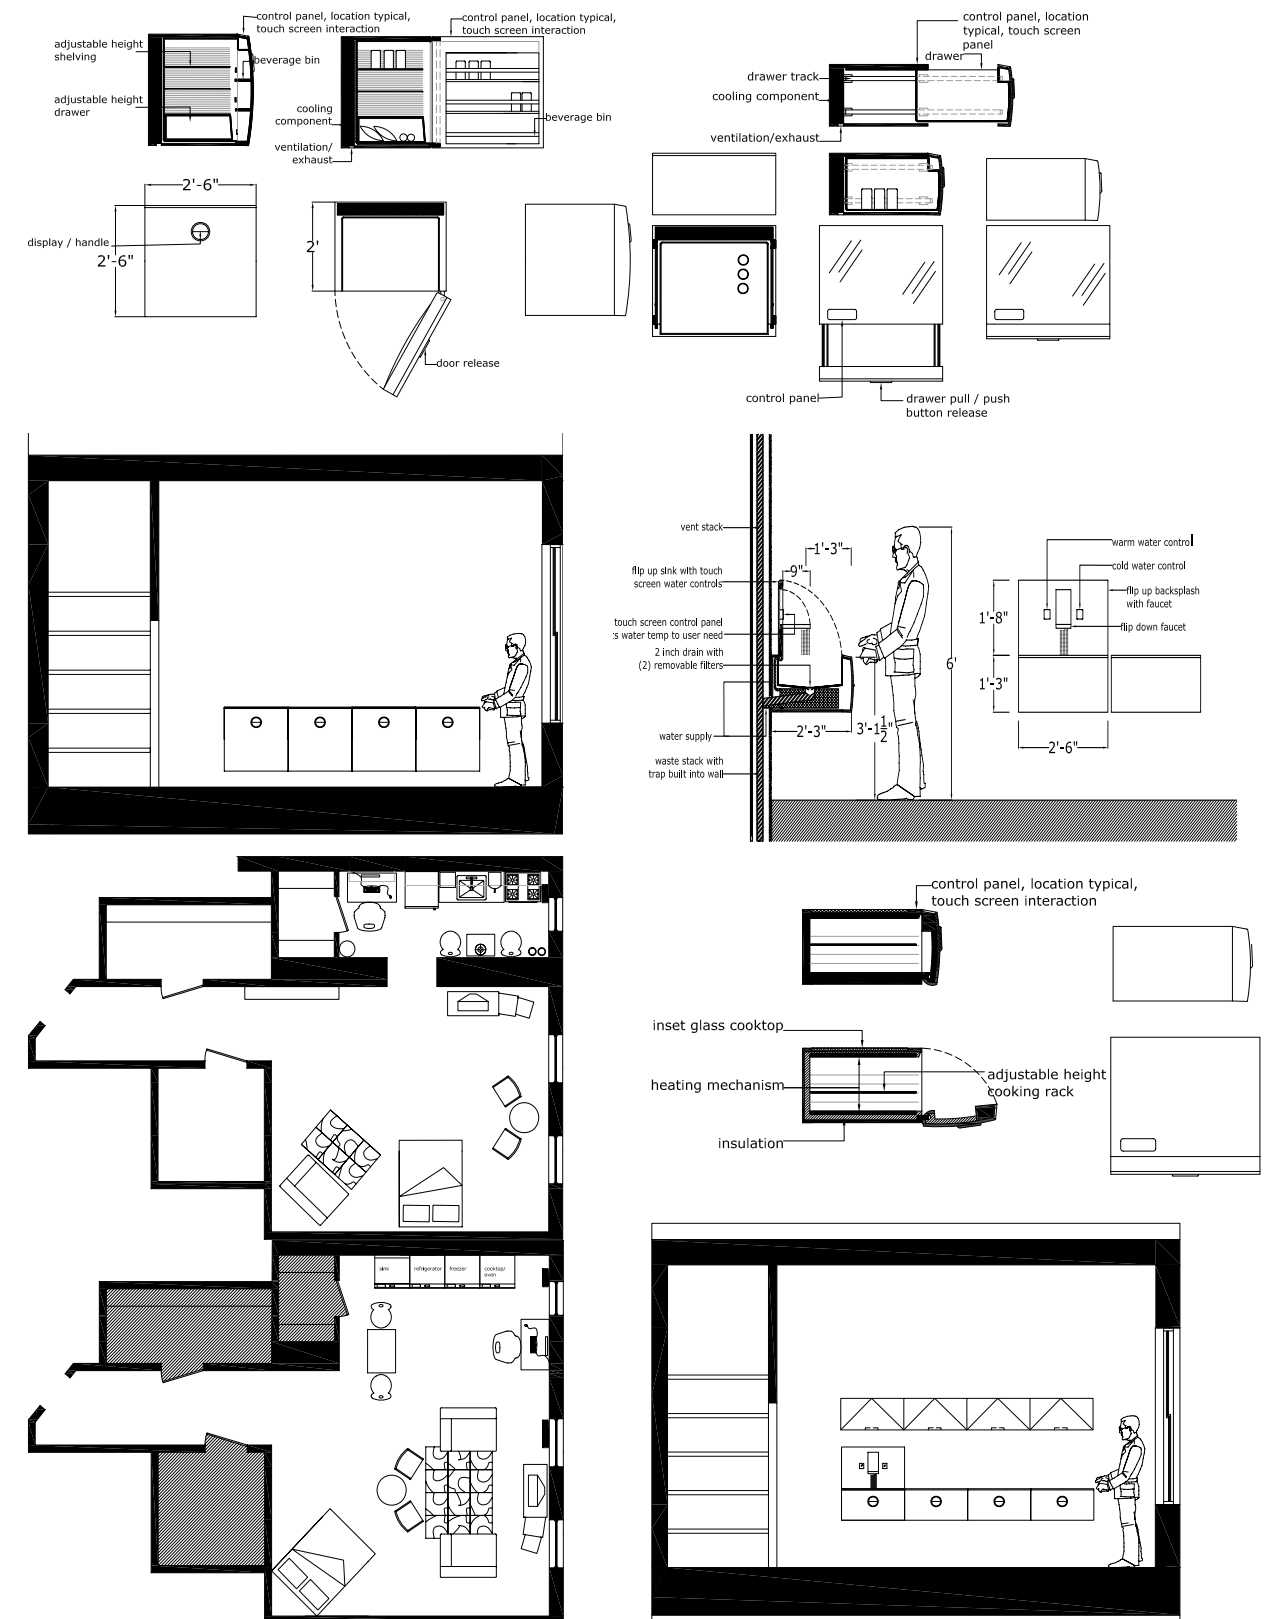 control panel, location typical,
touch screen interaction
control panel, location typical,
touch screen interaction
adjustable height
shelving
beverage bin
adjustable height
drawer
cooling
component
beverage bin
ventilation/
exhaust
2'-6"
display / handle
2'-6"
2'
door release
control panel, location
typical, touch screen
panel
drawer
drawer track
cooling component
ventilation/exhaust
control panel
drawer pull / push
button release
vent stack
flip up sink with touch
screen water controls
touch screen control panel
s water temp to user need
2 inch drain with
(2) removable filters
water supply
waste stack with
trap built into wall
1'-3"
9"
6'
2'-3"
3'-1 1/2"
warm water control
cold water control
flip up backsplash
with faucet
flip down faucet
1'-8"
1'-3"
2'-6"
control panel, location typical,
touch screen interaction
inset glass cooktop
heating mechanism
adjustable height
cooking rack
insulation
sink
refrigerator
freezer
cooktop/
oven